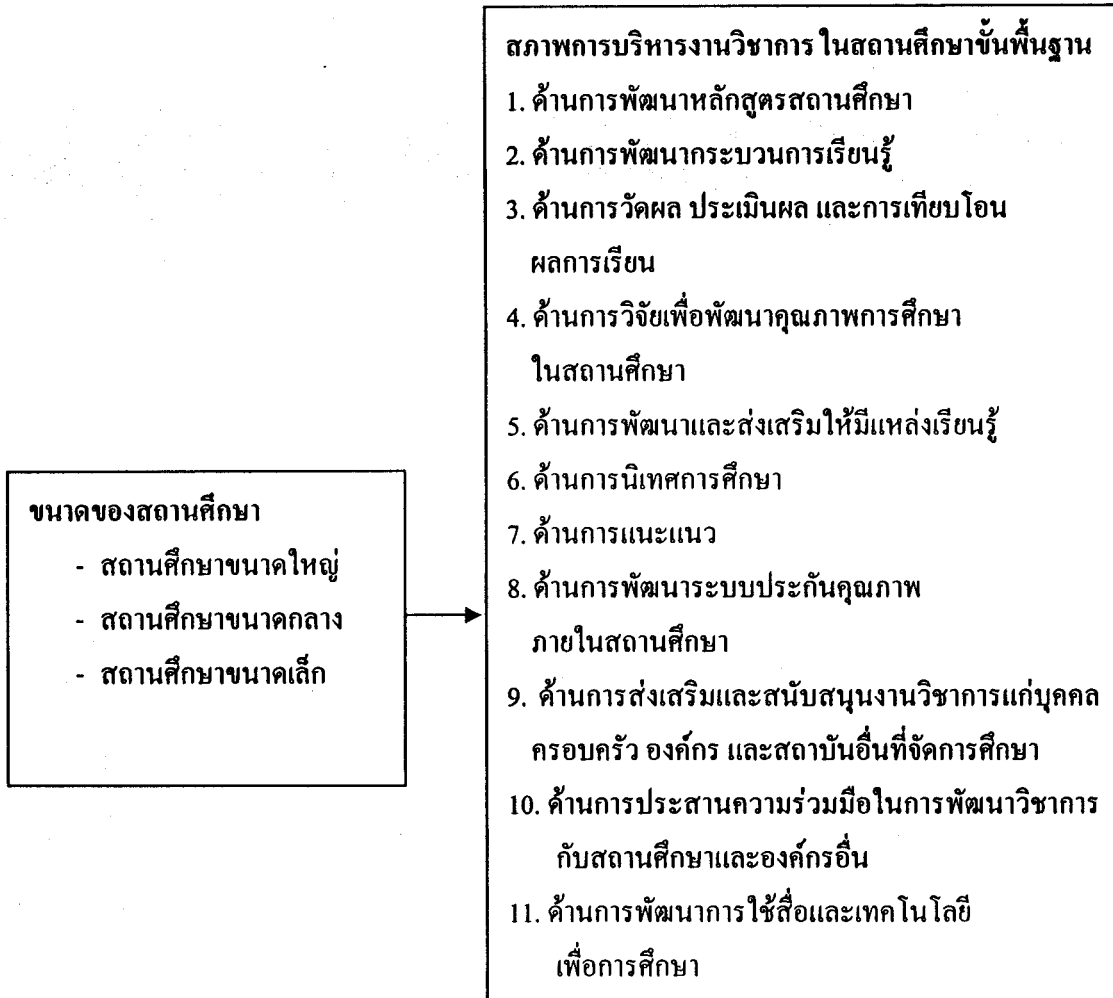 ขนาดของสถานศึกษา
- สถานศึกษาขนาดใหญ่
- สถานศึกษาขนาดกลาง
- สถานศึกษาขนาดเล็ก
สภาพการบริหารงานวิชาการ ในสถานศึกษาขั้นพื้นฐาน
1. ด้านการพัฒนาหลักสูตรสถานศึกษา
2. ด้านการพัฒนากระบวนการเรียนรู้
3. ด้านการวัดผล ประเมินผล และการเทียบโอน
ผลการเรียน
4. ด้านการวิจัยเพื่อพัฒนาคุณภาพการศึกษา
ในสถานศึกษา
5. ด้านการพัฒนาและส่งเสริมให้มีแหล่งเรียนรู้
6. ด้านการนิเทศการศึกษา
7. ด้านการแนะแนว
8. ด้านการพัฒนาระบบประกันคุณภาพ
ภายในสถานศึกษา
9. ด้านการส่งเสริมและสนับสนุนงานวิชาการแก่บุคคล
ครอบครัว องค์กร และสถาบันอื่นที่จัดการศึกษา
10. ด้านการประสานความร่วมมือในการพัฒนาวิชาการ
กับสถานศึกษาและองค์กรอื่น
11. ด้านการพัฒนาการใช้สื่อและเทคโนโลยี
เพื่อการศึกษา